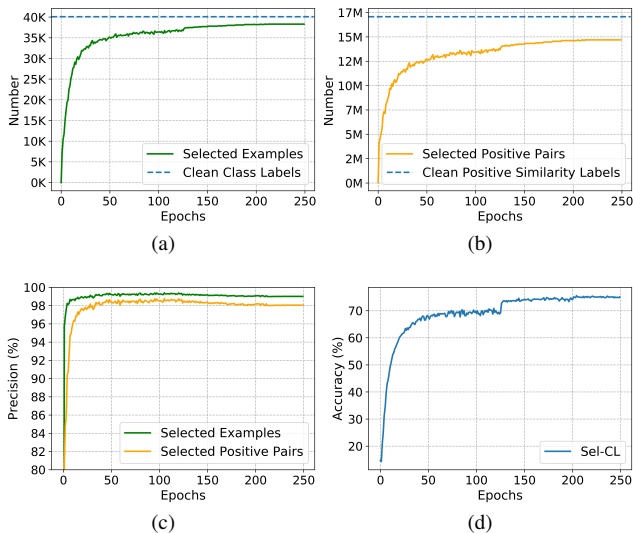 40K
35K
30K
25K
20K
15K
10K
5K
0K
Number
Selected Examples
Clean Class Labels
0 50 100 150 200 250
Epochs
(a)
17M
15M
12M
10M
7M
5M
2M
0M
Number
Selected Positive Pairs
Clean Positive Similarity Labels
0 50 100 150 200 250
Epochs
(b)
100
98
96
94
92
90
88
86
84
82
80
Precision (%)
Selected Examples
Selected Positive Pairs
0 50 100 150 200 250
Epochs
(c)
70
60
50
40
30
20
Accuracy (%)
Sel-CL
0 50 100 150 200 250
Epochs
(d)